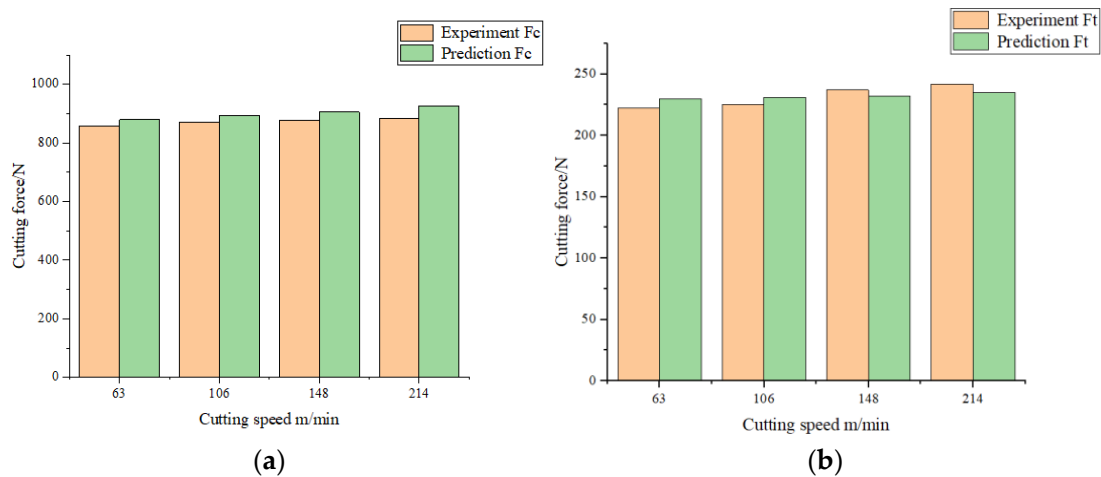 Experiment Fc
Prediction Fc
1000
800
600
400
200
0
Cutting force/N
63 106 148 214
Cutting speed m/min
(a)
Experiment Ft
Prediction Ft
250
200
150
100
50
0
Cutting force/N
63 106 148 214
Cutting speed m/min
(b)